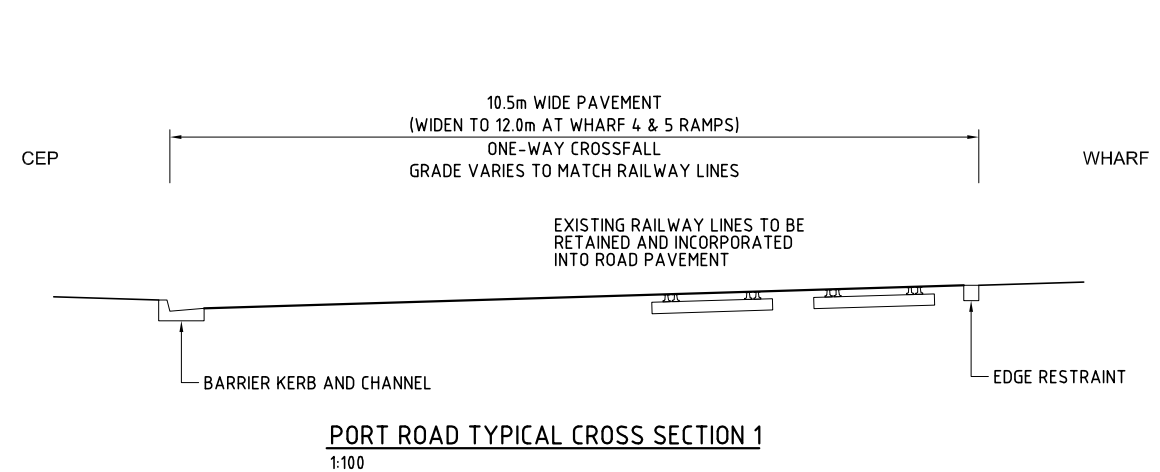 10.5m WIDE PAVEMENT
(WIDEN TO 12.0m AT WHARF 4 & 5 RAMPS)
CEP
ONE-WAY CROSSFALL
WHARF
GRADE VARIES TO MATCH RAILWAY LINES
EXISTING RAILWAY LINES TO BE
RETAINED AND INCORPORATED
INTO ROAD PAVEMENT
BARRIER KERB AND CHANNEL
EDGE RESTRAINT
PORT ROAD TYPICAL CROSS SECTION 1
1:100